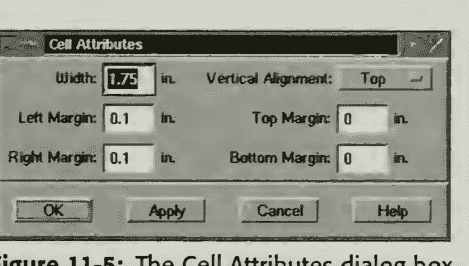 Cell Attributes
Width: 1.75 in. Vertical Alignment: Top
Left Margin: 0.1 in. Top Margin: 0 in.
Right Margin: 0.1 in. Bottom Margin: 0 in.
OK Apply Cancel Help
Figure 11-5: The Cell Attributes dialog box